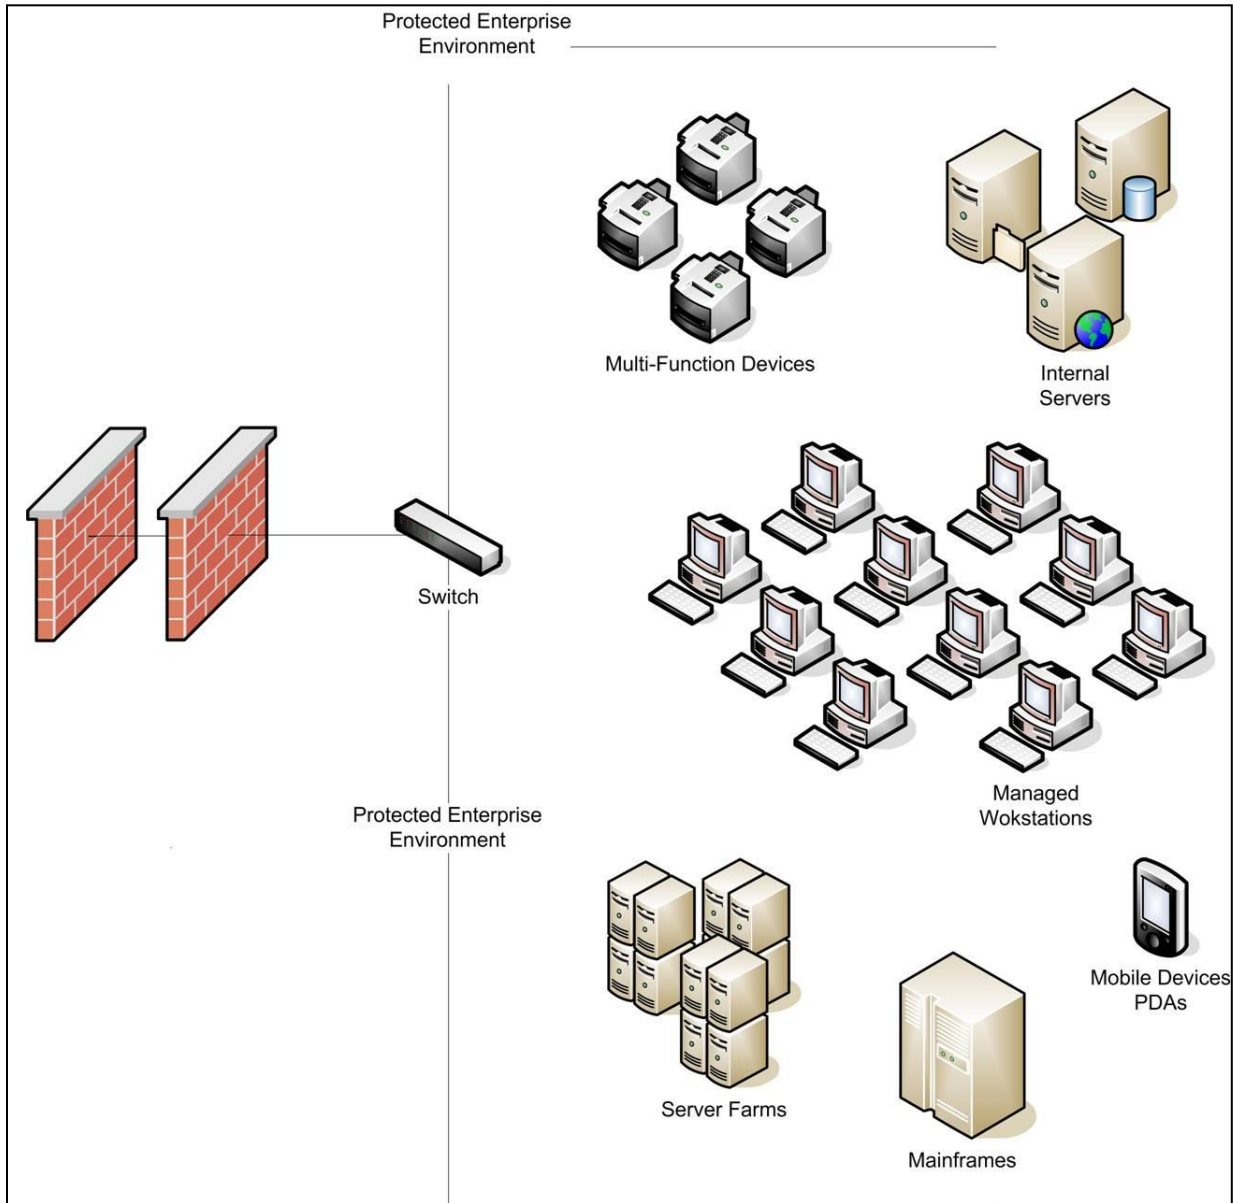 Protected Enterprise
Environment
Multi-Function Devices
Internal
Servers
Switch
Managed
Wokstations
Protected Enterprise
Environment
Mobile Devices
PDAs
Server Farms
Mainframes